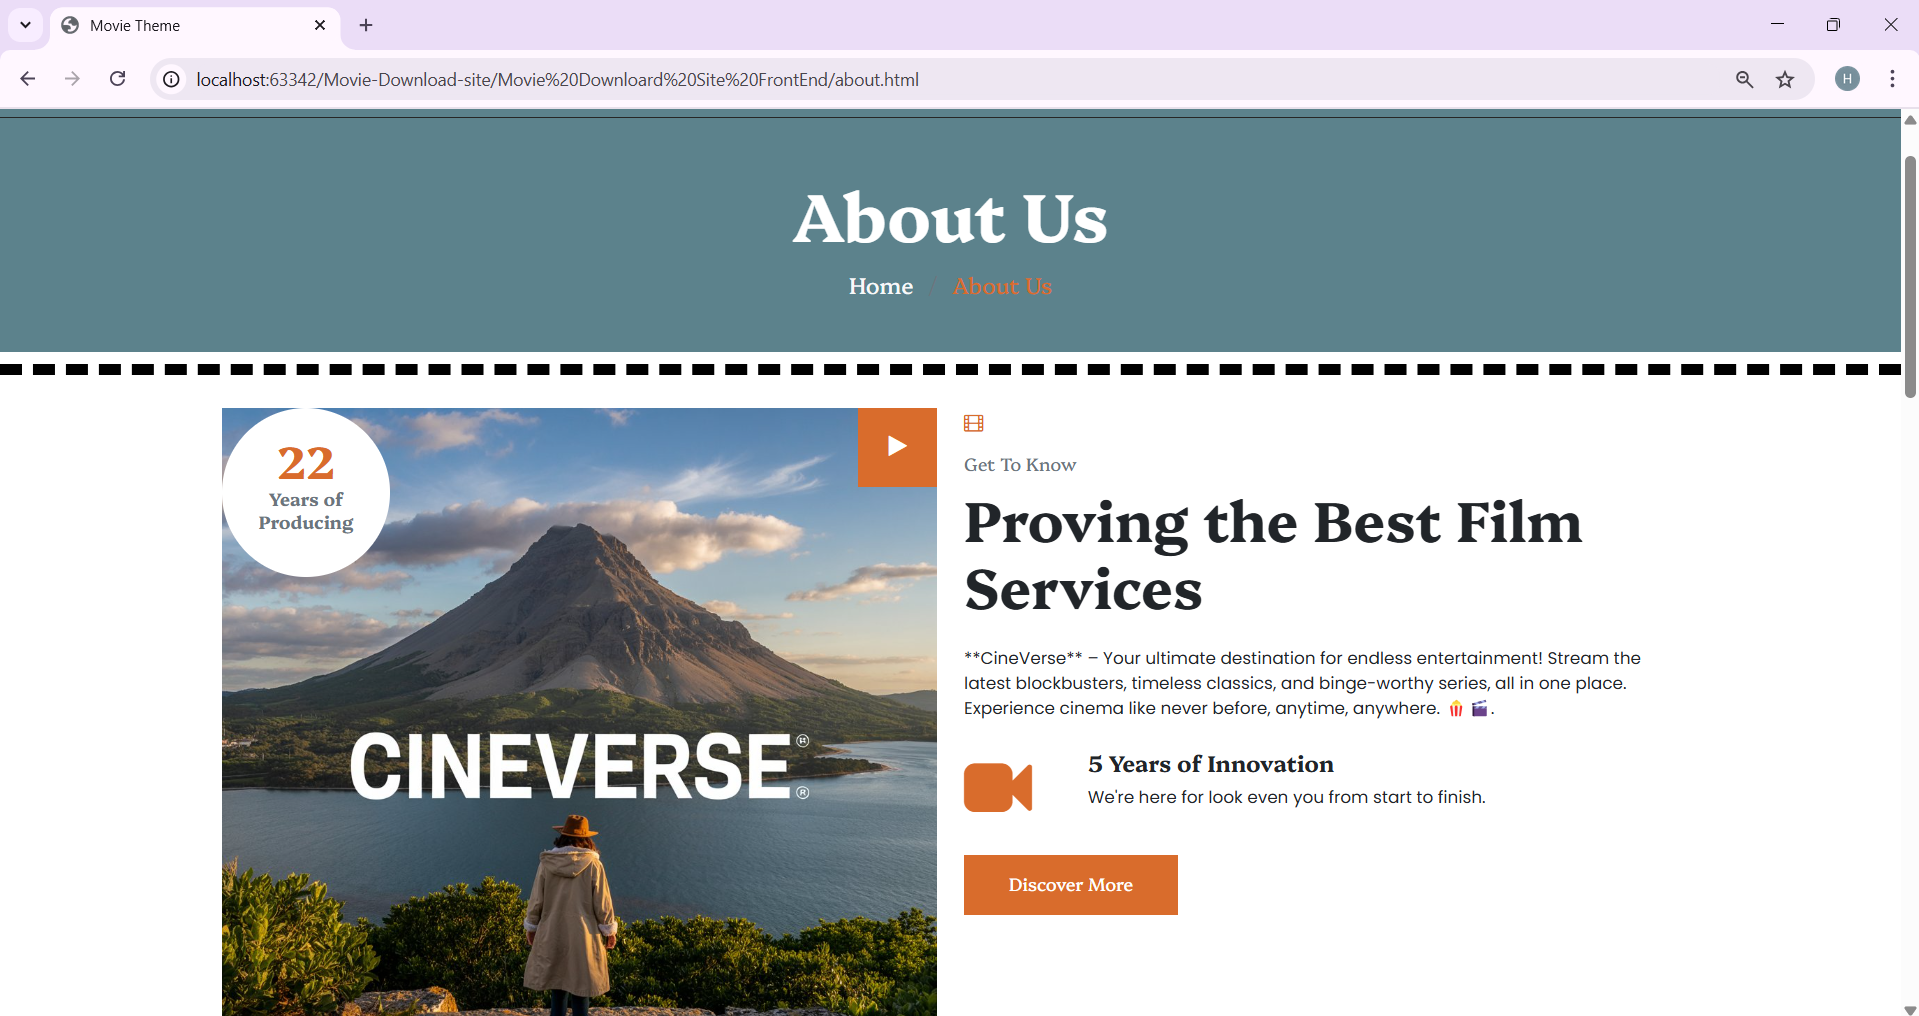 Movie Theme
localhost:63342/Movie-Download-site/Movie%20Downloard%20Site%20FrontEnd/about.html
H
About Us
Home / About Us
22
Years of
Producing
CINEVERSE®
®
Get To Know
Proving the Best Film
Services
**CineVerse** – Your ultimate destination for endless entertainment! Stream the
latest blockbusters, timeless classics, and binge-worthy series, all in one place.
Experience cinema like never before, anytime, anywhere. 🍿 🎬.
5 Years of Innovation
We're here for look even you from start to finish.
Discover More